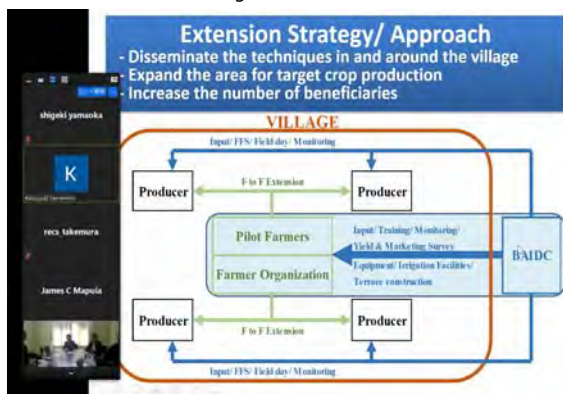 Extension Strategy/ Approach
- Disseminate the techniques in and around the village
- Expand the area for target crop production
- Increase the number of beneficiaries
shigeki yamaoka
K
recs_takemura
James C Mapuia
VILLAGE
Input/ FFS/ Field day/ Monitoring
Producer
F to F Extension
Producer
Pilot Farmers
Farmer Organization
Input/ Training/ Monitoring/
Yield & Marketing Survey
Equipment/ Irrigation Facilities/
Terrace construction
BAIDC
Producer
F to F Extension
Producer
Input/ FFS/ Field day/ Monitoring